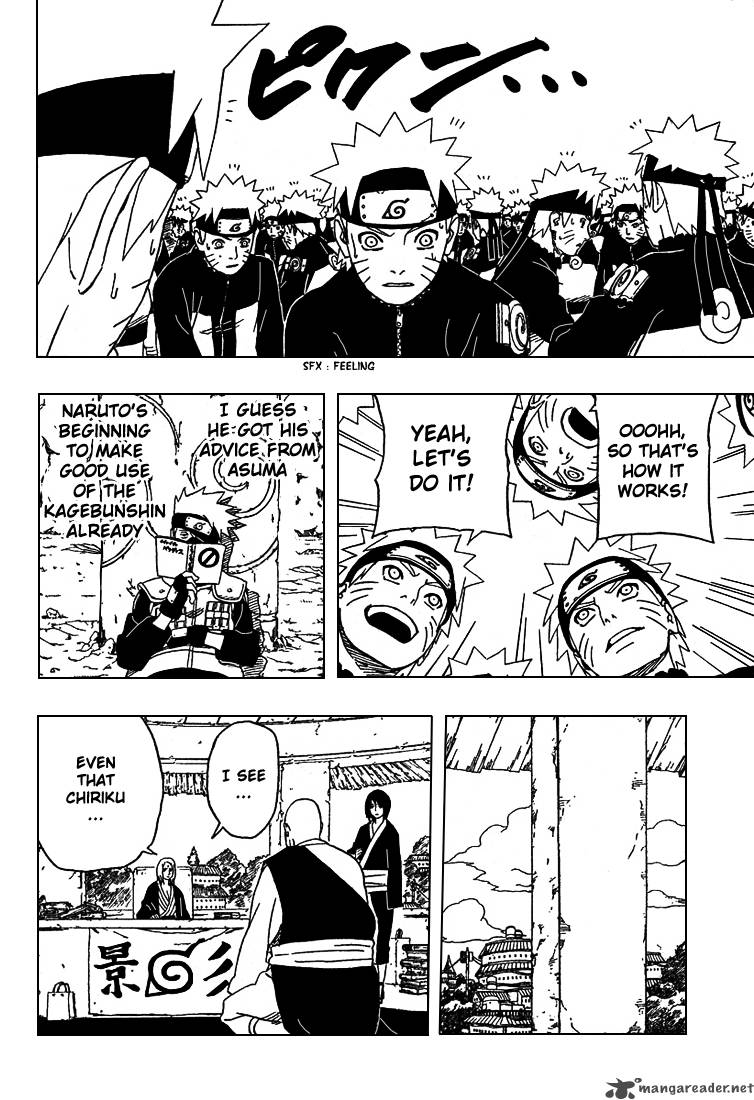 ピクン...
SFX : FEELING
OOOHH,
SO THAT'S
HOW IT
WORKS!
YEAH,
LET'S
DO IT!
I GUESS
HE GOT HIS
ADVICE FROM
ASUMA
NARUTO'S
BEGINNING
TO MAKE
GOOD USE
OF THE
KAGEBUNSHIN
ALREADY
I SEE
...
EVEN
THAT
CHIRIKU
...
景
mangareader.net